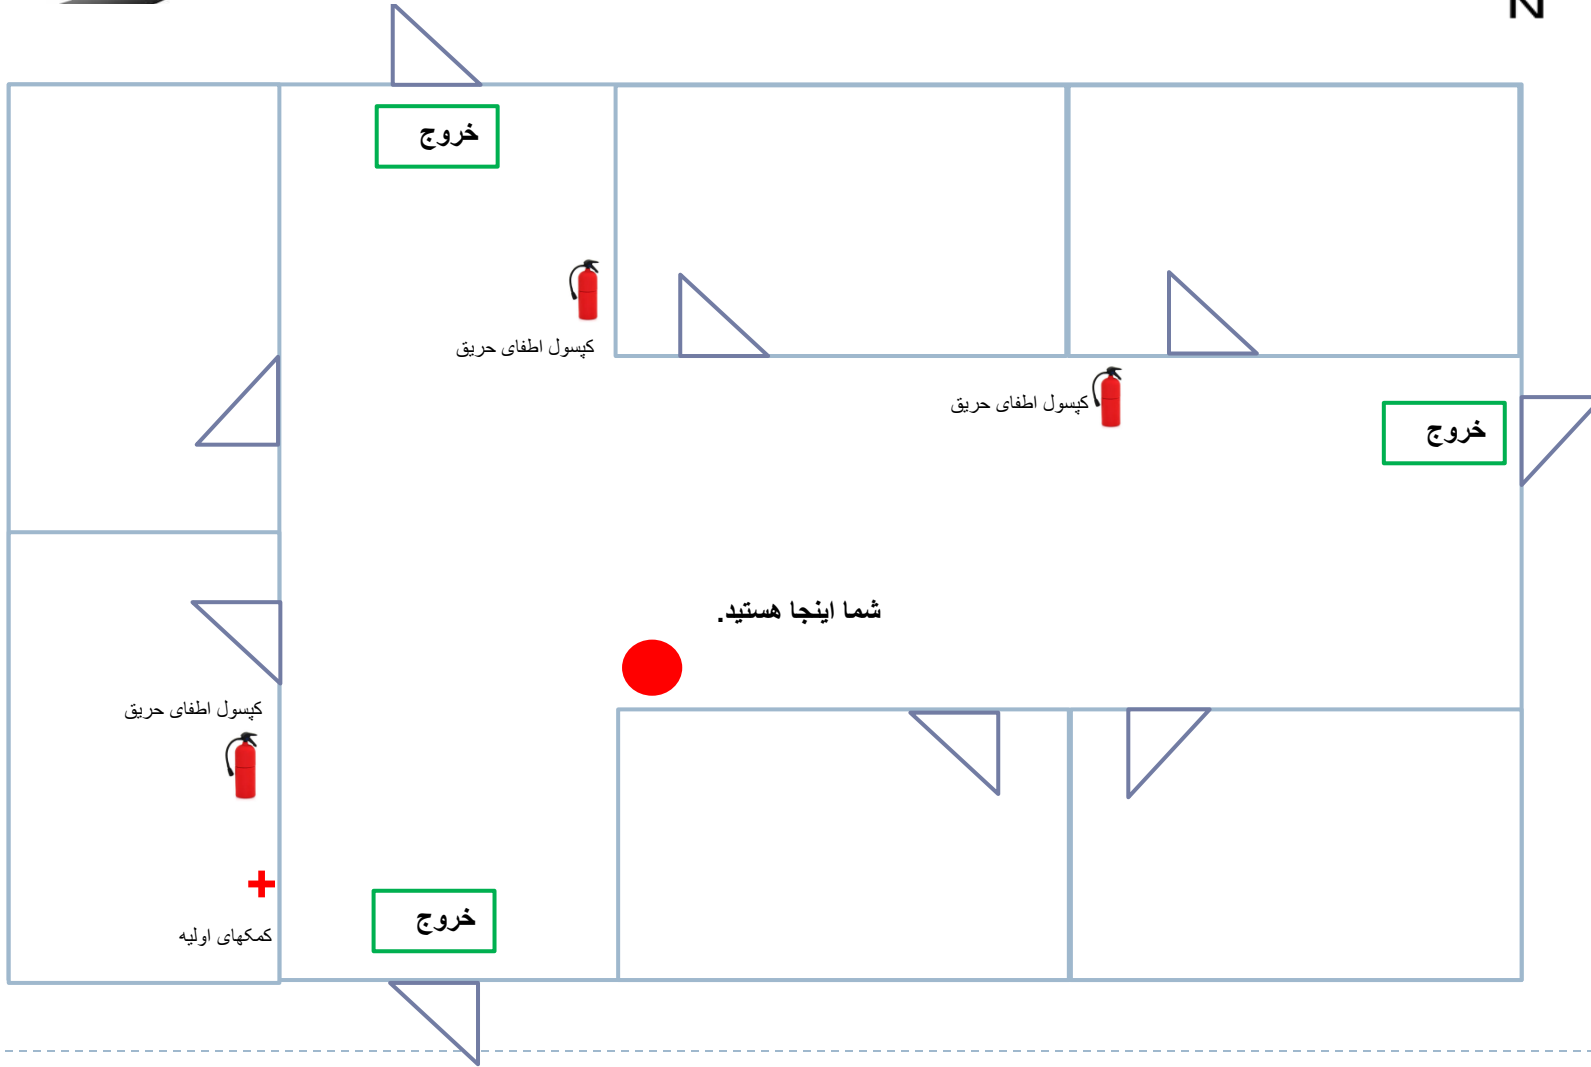 N
خروج
کپسول اطفای حریق
کپسول اطفای حریق
خروج
شما اینجا هستید.
کپسول اطفای حریق
خروج
کمکهای اولیه